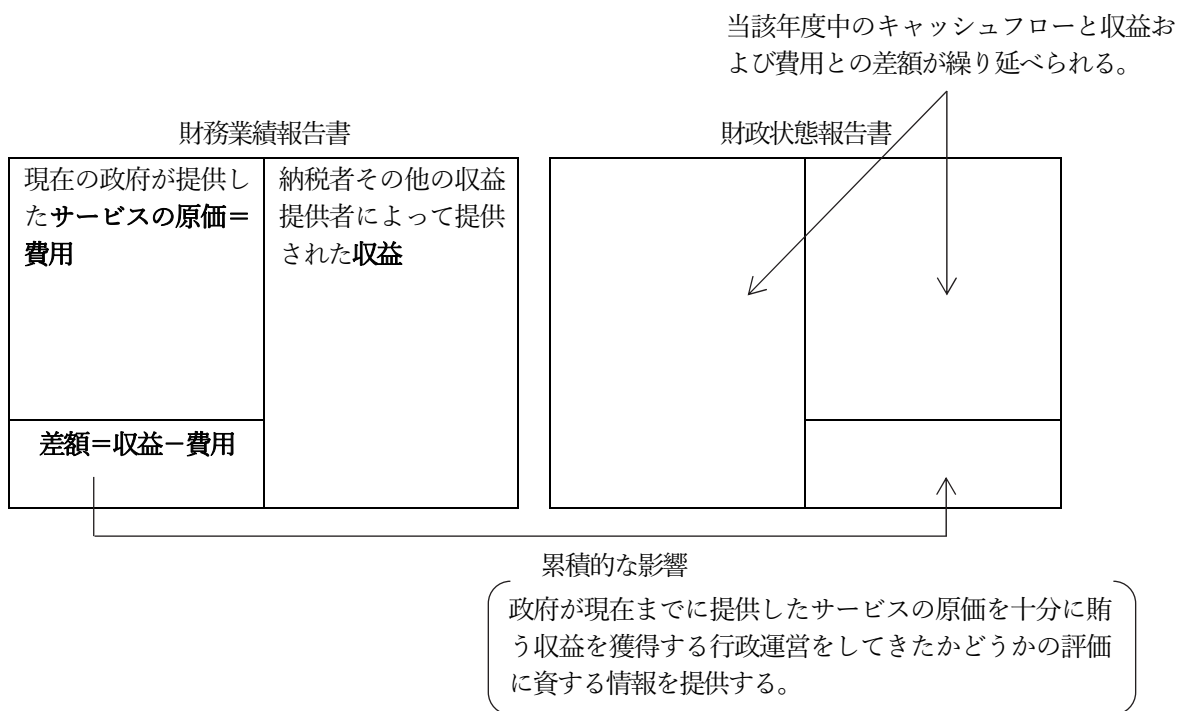 当該年度中のキャッシュフローと収益お
よび費用との差額が繰り延べられる。
財務業績報告書
財政状態報告書
現在の政府が提供し
たサービスの原価＝
費用
納税者その他の収益
提供者によって提供
された収益
差額＝収益－費用
累積的な影響
政府が現在までに提供したサービスの原価を十分に賄
う収益を獲得する行政運営をしてきたかどうかの評価
に資する情報を提供する。